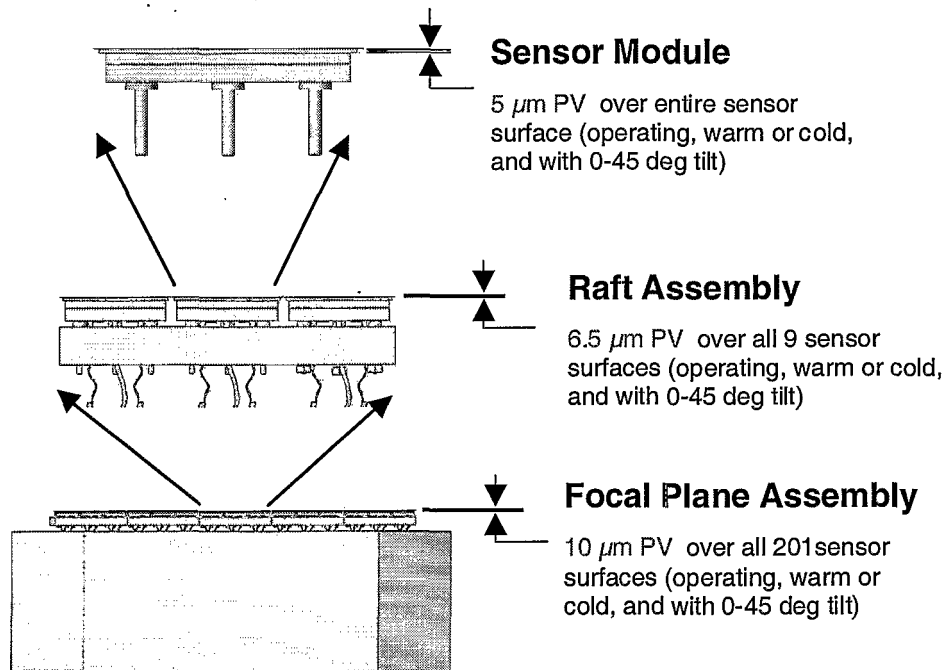 Sensor Module
5 μm PV over entire sensor
surface (operating, warm or cold,
and with 0-45 deg tilt)
Raft Assembly
6.5 μm PV over all 9 sensor
surfaces (operating, warm or cold,
and with 0-45 deg tilt)
Focal Plane Assembly
10 μm PV over all 201sensor
surfaces (operating, warm or
cold, and with 0-45 deg tilt)